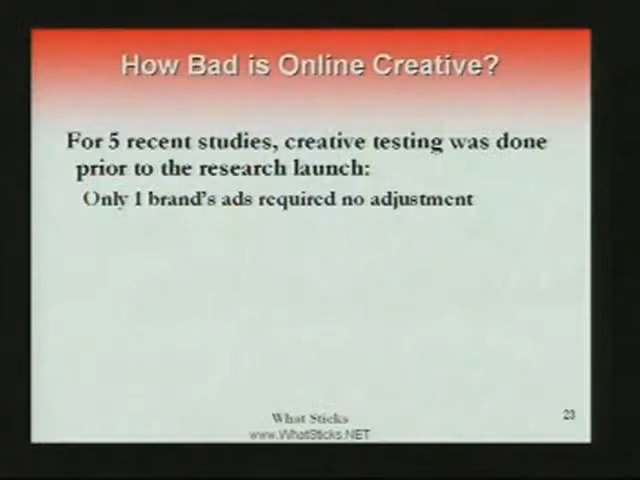 How Bad is Online Creative?
For 5 recent studies, creative testing was done
prior to the research launch:
Only 1 brand's ads required no adjustment
What Sticks
23
www.WhatSticks.NET